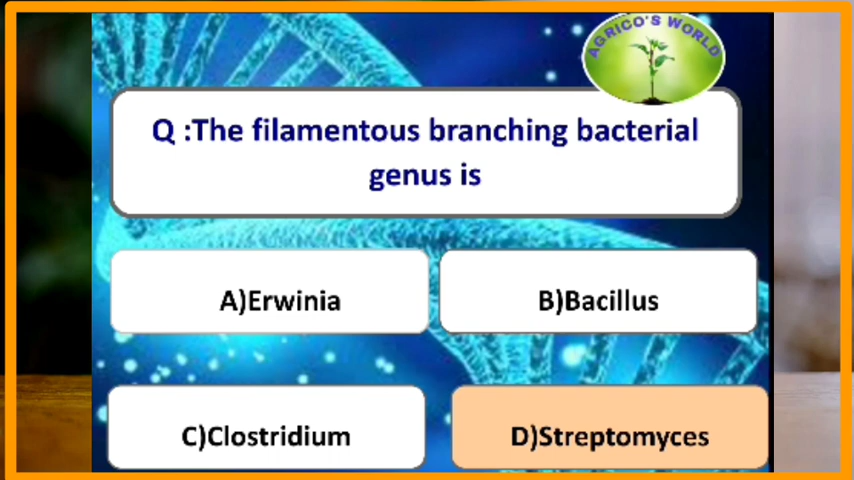 AGRICO'S WORLD
Q :The filamentous branching bacterial
genus is
A)Erwinia
B)Bacillus
C)Clostridium
D)Streptomyces